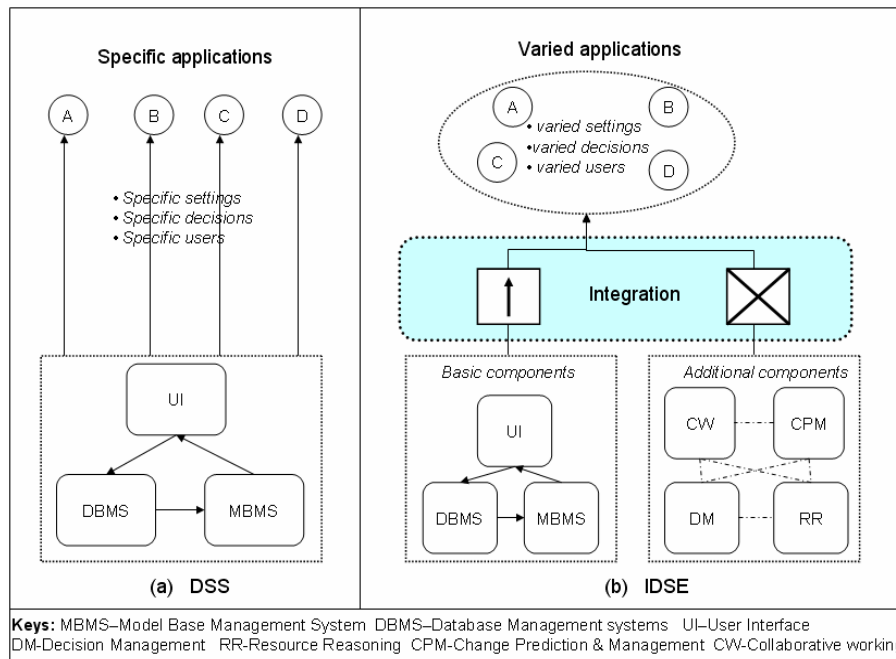 Specific applications
A
B
C
D
• Specific settings
• Specific decisions
• Specific users
UI
DBMS
MBMS
(a) DSS
Varied applications
A
B
C
D
• varied settings
• varied decisions
• varied users
Integration
Basic components
UI
DBMS
MBMS
Additional components
CW
CPM
DM
RR
(b) IDSE
Keys: MBMS–Model Base Management System DBMS–Database Management systems UI–User Interface
DM-Decision Management RR-Resource Reasoning CPM-Change Prediction & Management CW-Collaborative workin